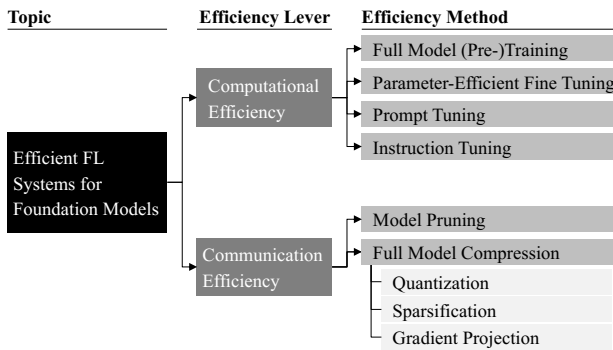 Topic
Efficiency Lever
Efficiency Method
Efficient FL
Systems for
Foundation Models
Computational
Efficiency
Full Model (Pre-)Training
Parameter-Efficient Fine Tuning
Prompt Tuning
Instruction Tuning
Communication
Efficiency
Model Pruning
Full Model Compression
Quantization
Sparsification
Gradient Projection